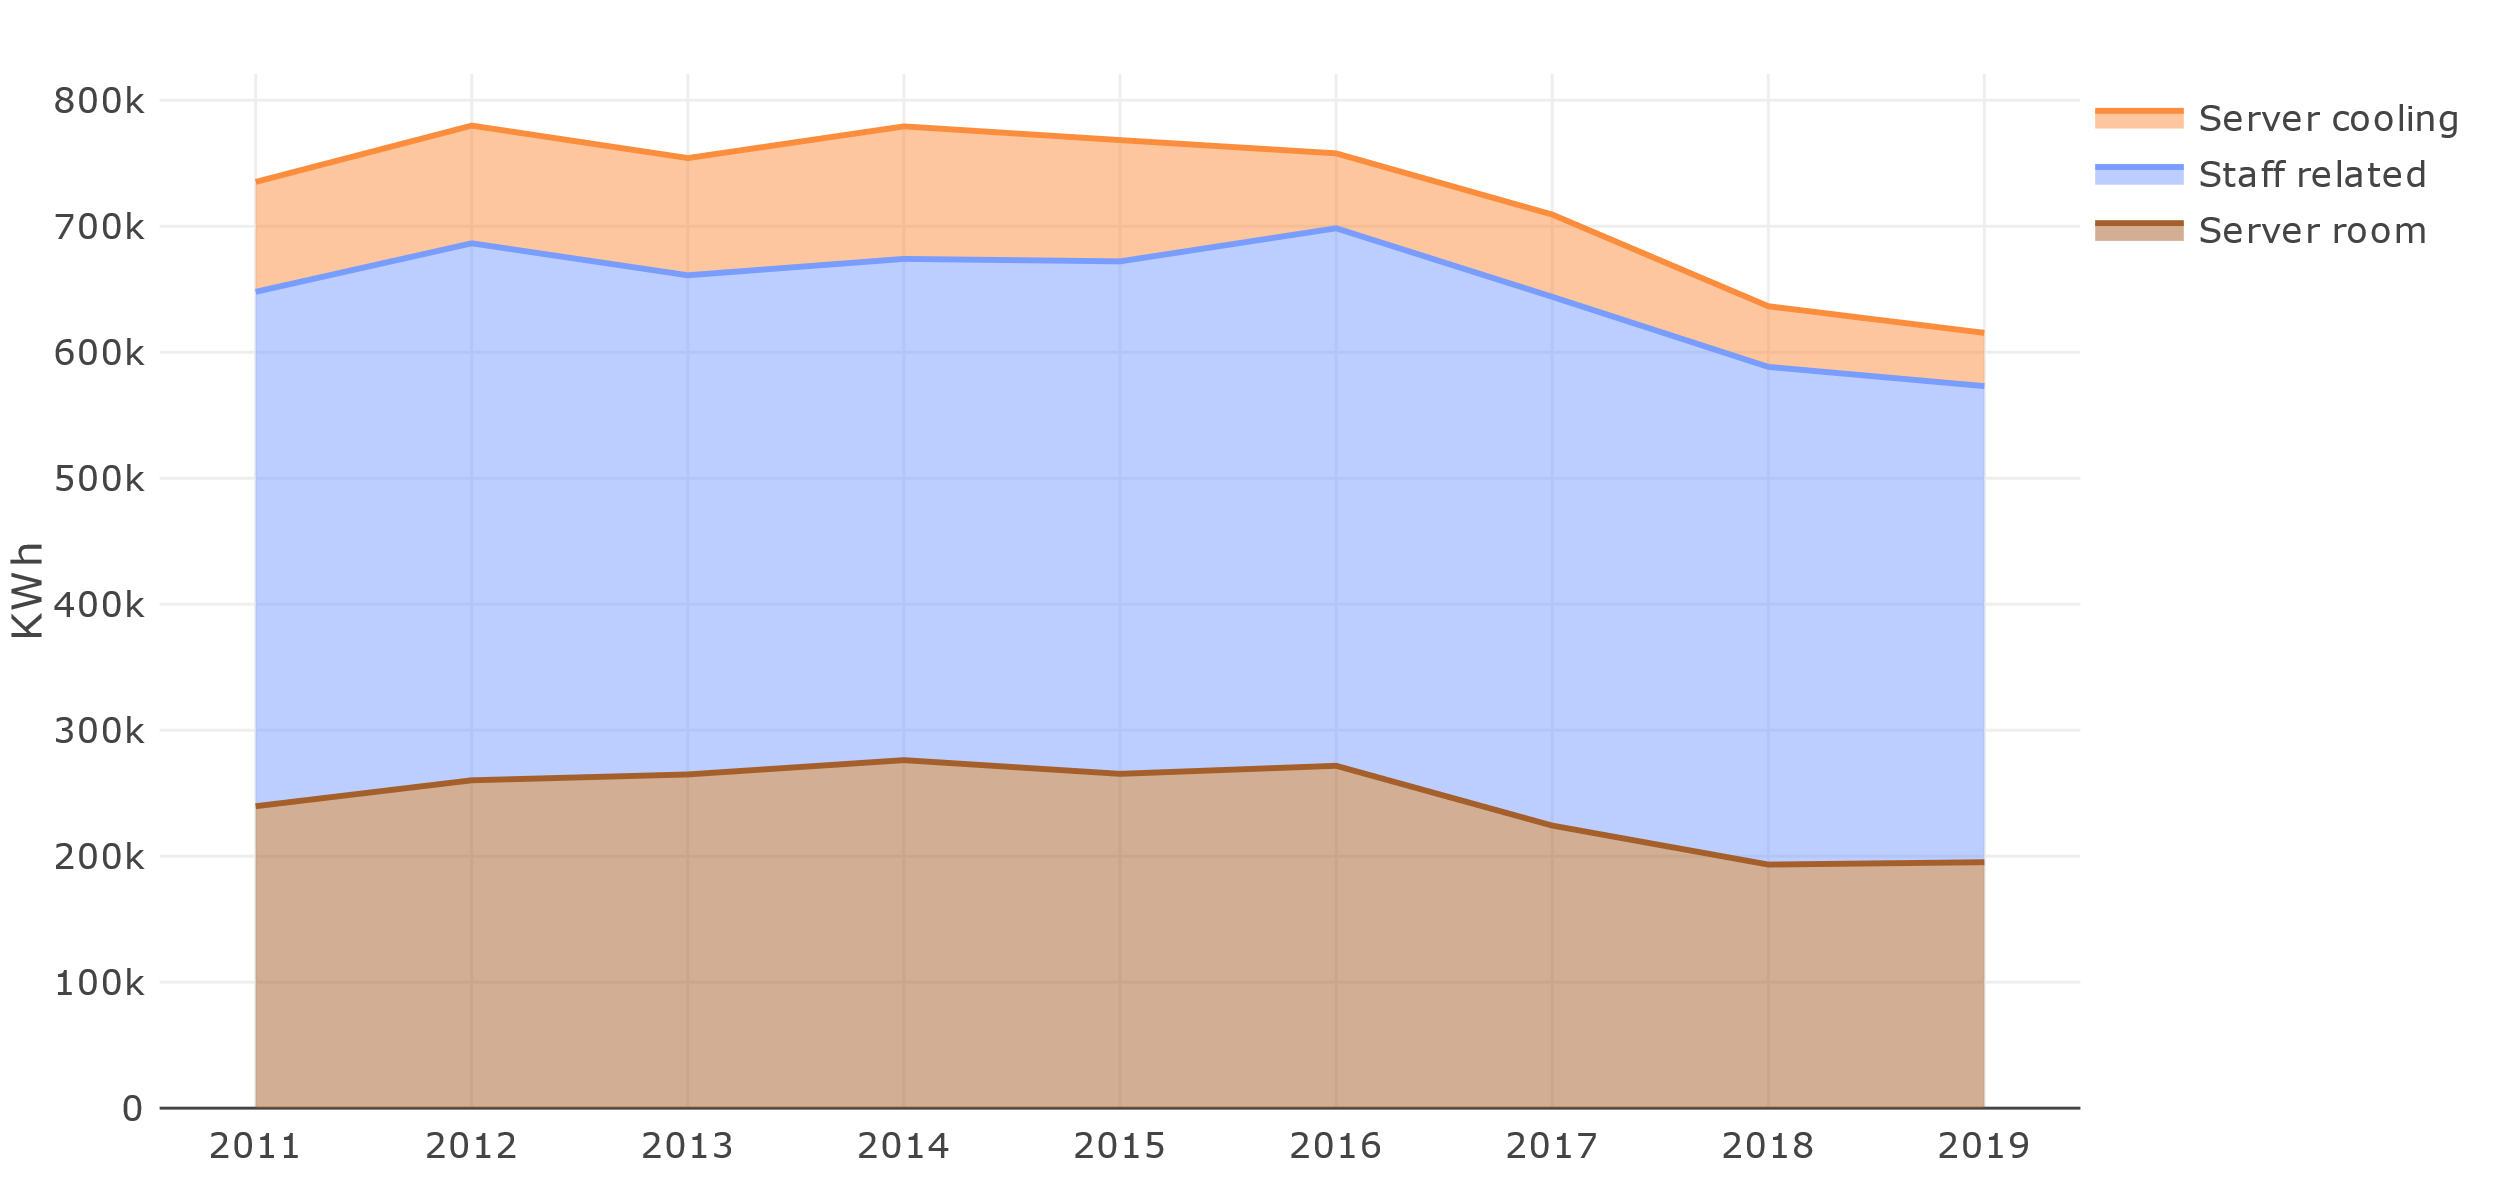 800k
700k
600k
500k
400k
300k
200k
100k
0
KWh
2011 2012 2013 2014 2015 2016 2017 2018 2019
Server cooling
Staff related
Server room